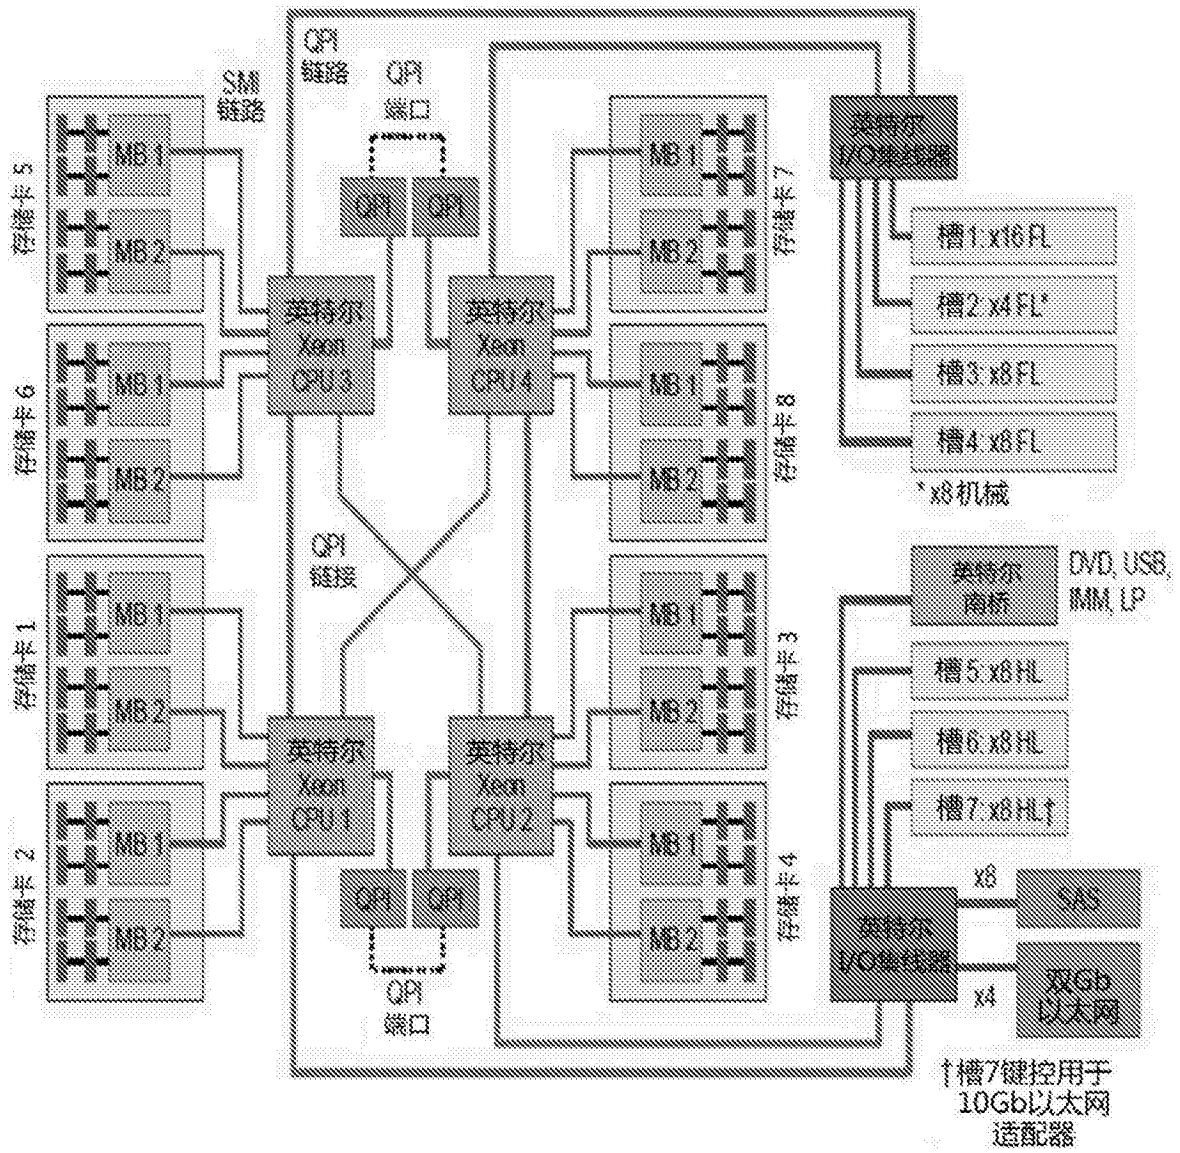 QPI
链路
SMI
链路
QPI
端口
存储卡 5
MB 1
MB 2
QPI
QPI
MB 1
MB 2
存储卡 7
英特尔
I/O集线器
槽1: x16 FL
槽2: x4 FL*
槽3: x8 FL
槽4: x8 FL
*x8机械
英特尔
Xeon
CPU 3
英特尔
Xeon
CPU 4
存储卡 6
MB 1
MB 2
MB 1
MB 2
存储卡 8
QPI
链接
英特尔
南桥
DVD, USB,
IMM, LP
存储卡 1
MB 1
MB 2
MB 1
MB 2
存储卡 3
槽5: x8 HL
槽6: x8 HL
槽7: x8 HL†
英特尔
Xeon
CPU 1
英特尔
Xeon
CPU 2
存储卡 2
MB 1
MB 2
MB 1
MB 2
存储卡 4
QPI
QPI
QPI
端口
英特尔
I/O集线器
x8
SAS
x4
双Gb
以太网
†槽7键控用于
10Gb以太网
适配器